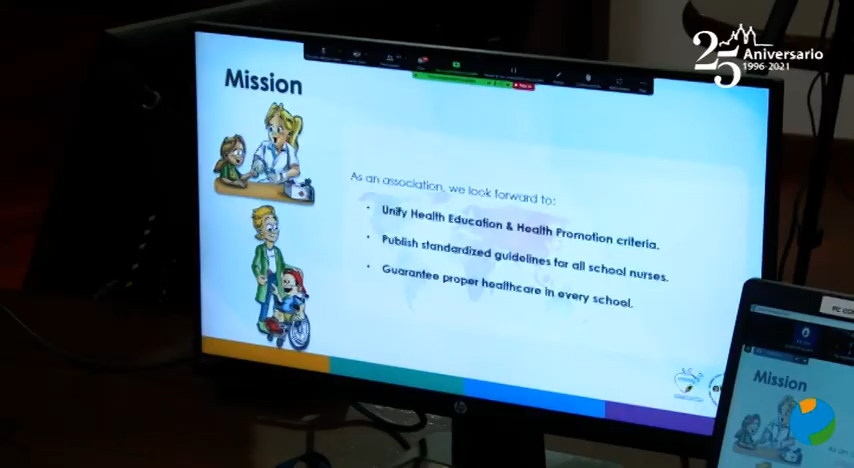 25 Aniversario
1996-2021
Mission
As an association, we look forward to:
· Unify Health Education & Health Promotion criteria.
· Publish standardized guidelines for all school nurses.
· Guarantee proper healthcare in every school.
hp
Mission